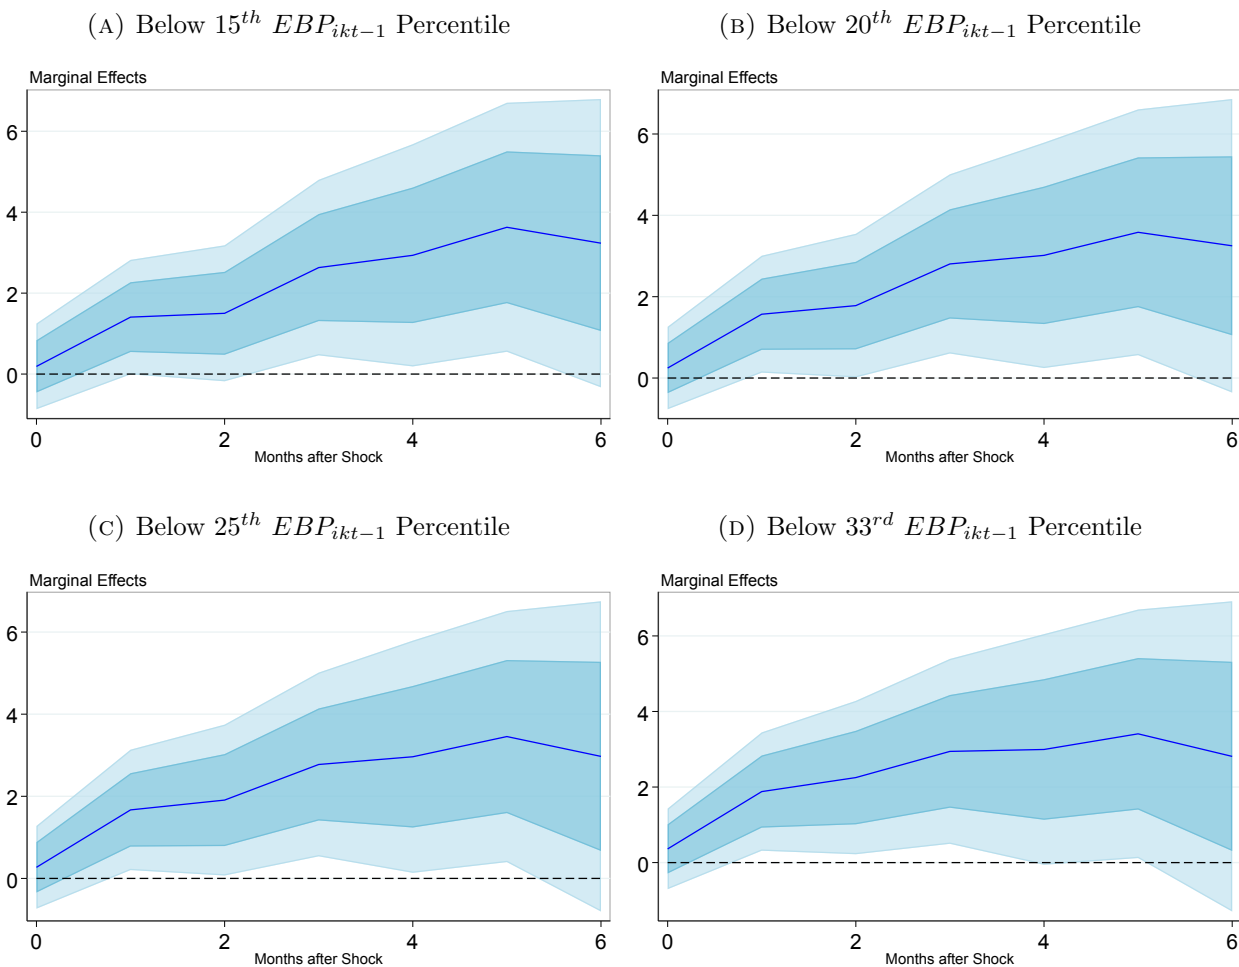 (A) Below 15th EBPikt−1 Percentile
Marginal Effects
6
4
2
0
0 2 4 6
Months after Shock
(B) Below 20th EBPikt−1 Percentile
Marginal Effects
6
4
2
0
0 2 4 6
Months after Shock
(C) Below 25th EBPikt−1 Percentile
Marginal Effects
6
4
2
0
0 2 4 6
Months after Shock
(D) Below 33rd EBPikt−1 Percentile
Marginal Effects
6
4
2
0
0 2 4 6
Months after Shock